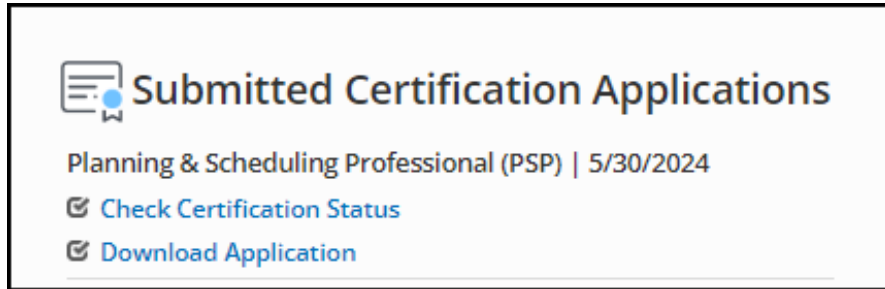 Submitted Certification Applications
Planning & Scheduling Professional (PSP) | 5/30/2024
Check Certification Status
Download Application